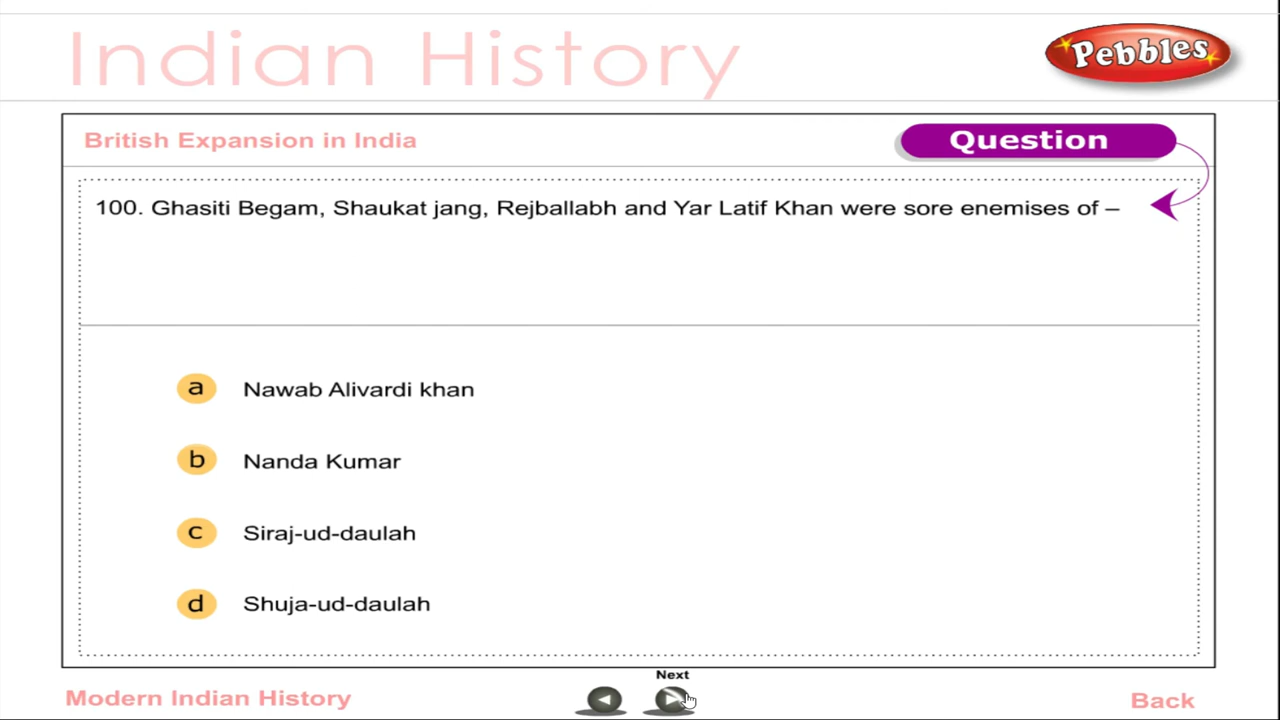 Indian History
Pebbles
British Expansion in India
Question
100. Ghasiti Begam, Shaukat jang, Rejballabh and Yar Latif Khan were sore enemises of –
a Nawab Alivardi khan
b Nanda Kumar
c Siraj-ud-daulah
d Shuja-ud-daulah
Next
Modern Indian History
Back